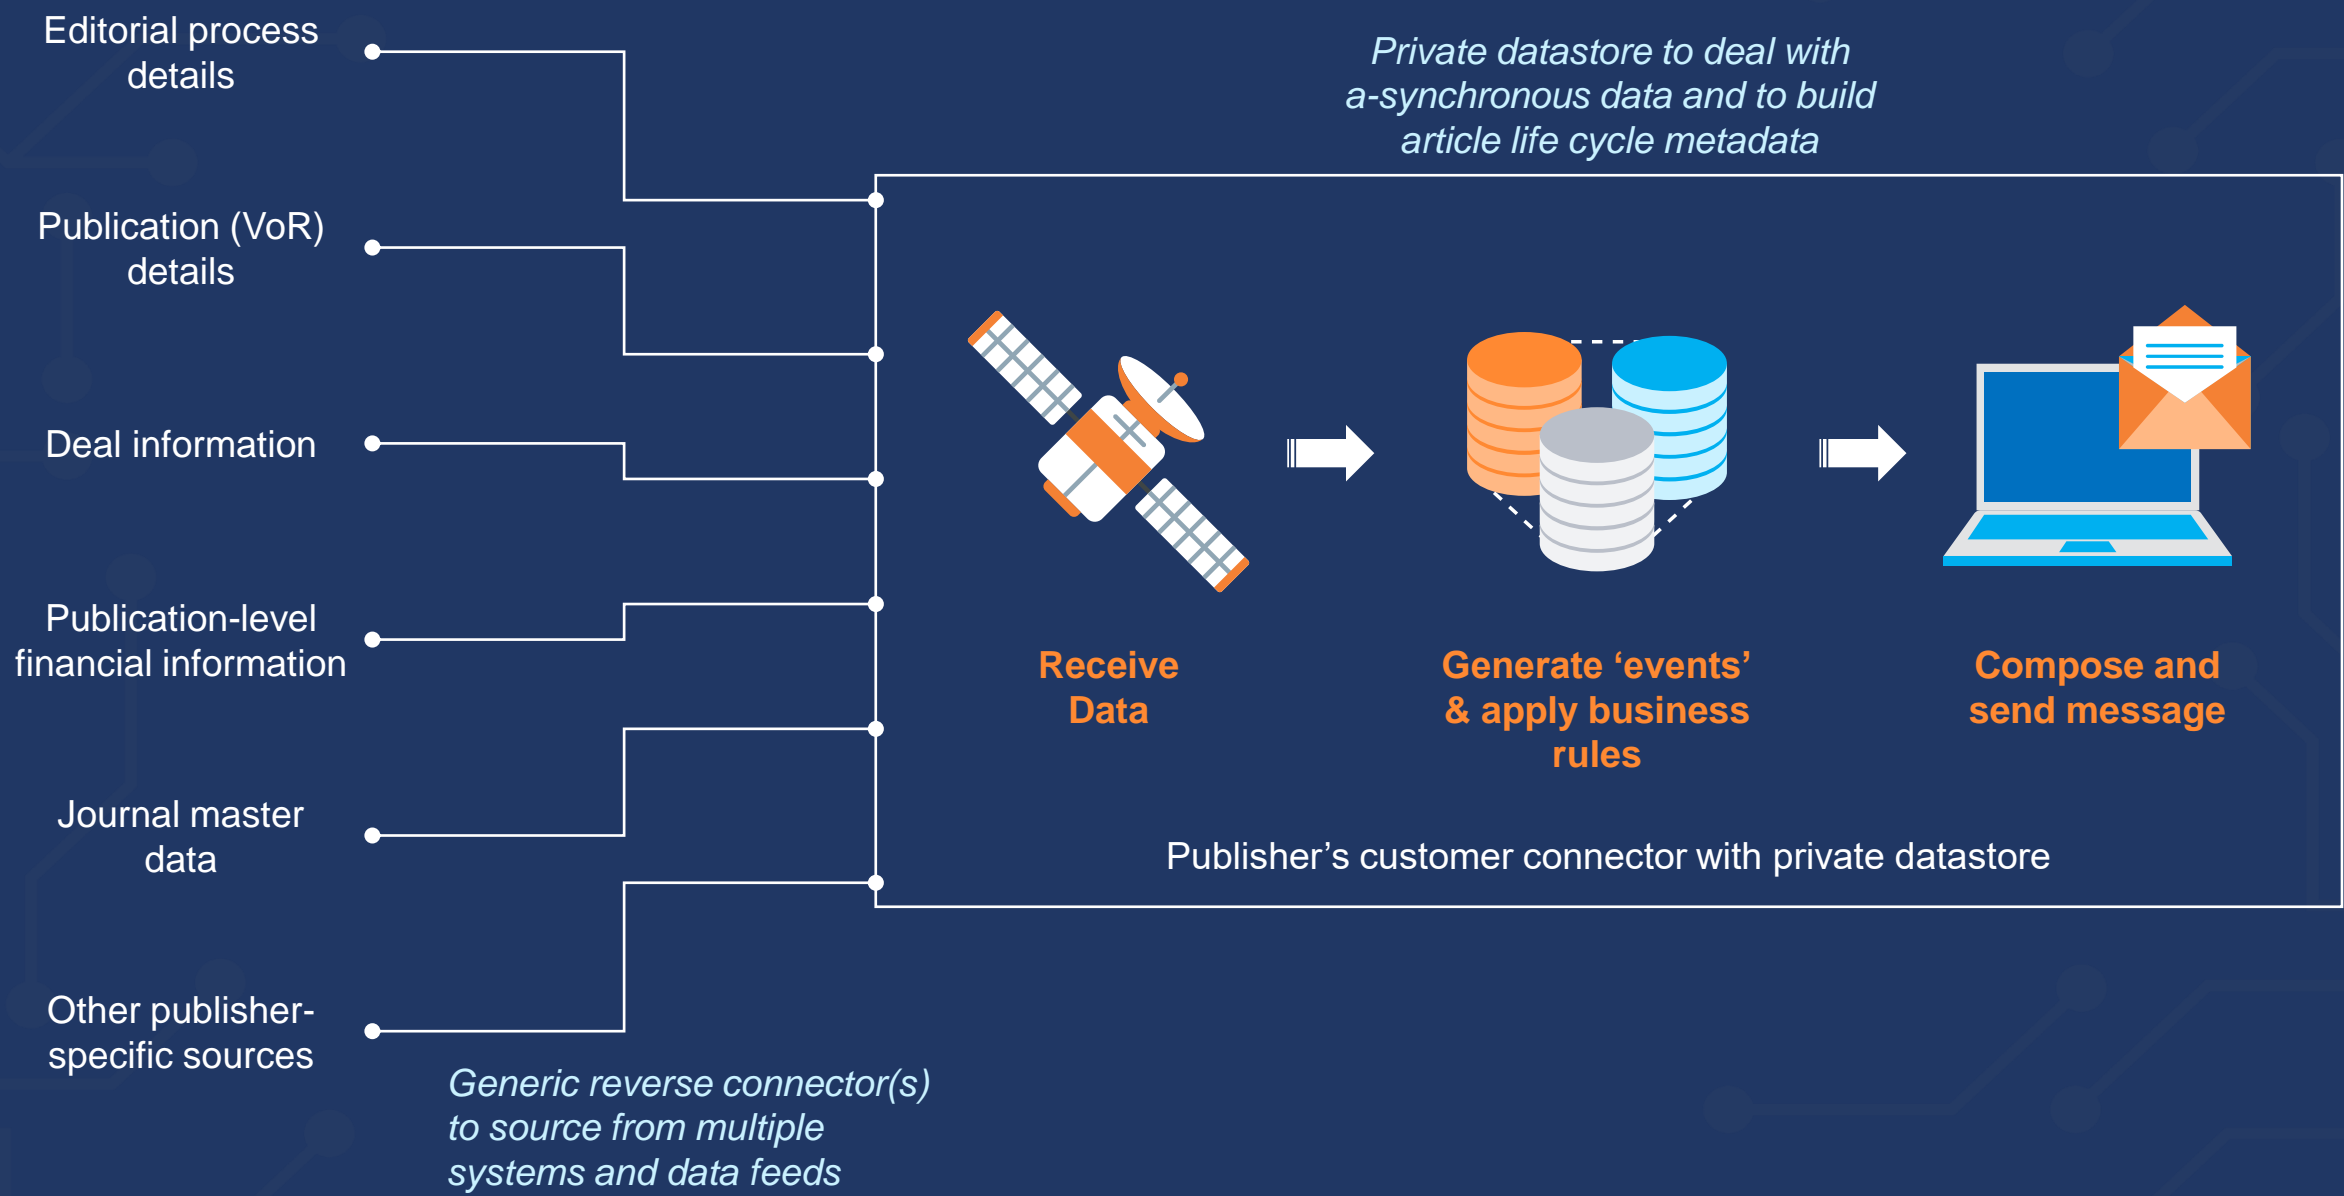 Editorial process
details
Publication (VoR)
details
Deal information
Publication-level
financial information
Journal master
data
Other publisher-
specific sources
Generic reverse connector(s)
to source from multiple
systems and data feeds
Private datastore to deal with
a-synchronous data and to build
article life cycle metadata
Receive
Data
Generate ‘events’
& apply business
rules
Compose and
send message
Publisher’s customer connector with private datastore